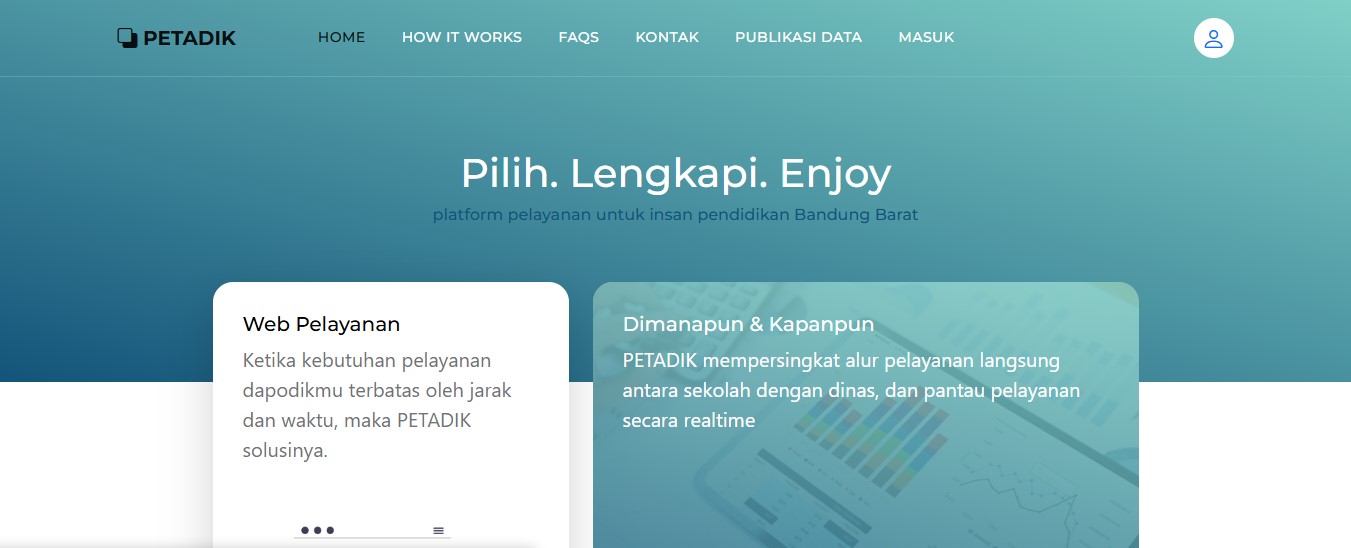 PETADIK
HOME
HOW IT WORKS
FAQS
KONTAK
PUBLIKASI DATA
MASUK
Pilih. Lengkapi. Enjoy
platform pelayanan untuk insan pendidikan Bandung Barat
Web Pelayanan
Ketika kebutuhan pelayanan
dapodikmu terbatas oleh jarak
dan waktu, maka PETADIK
solusinya.
Dimanapun & Kapanpun
PETADIK mempersingkat alur pelayanan langsung
antara sekolah dengan dinas, dan pantau pelayanan
secara realtime